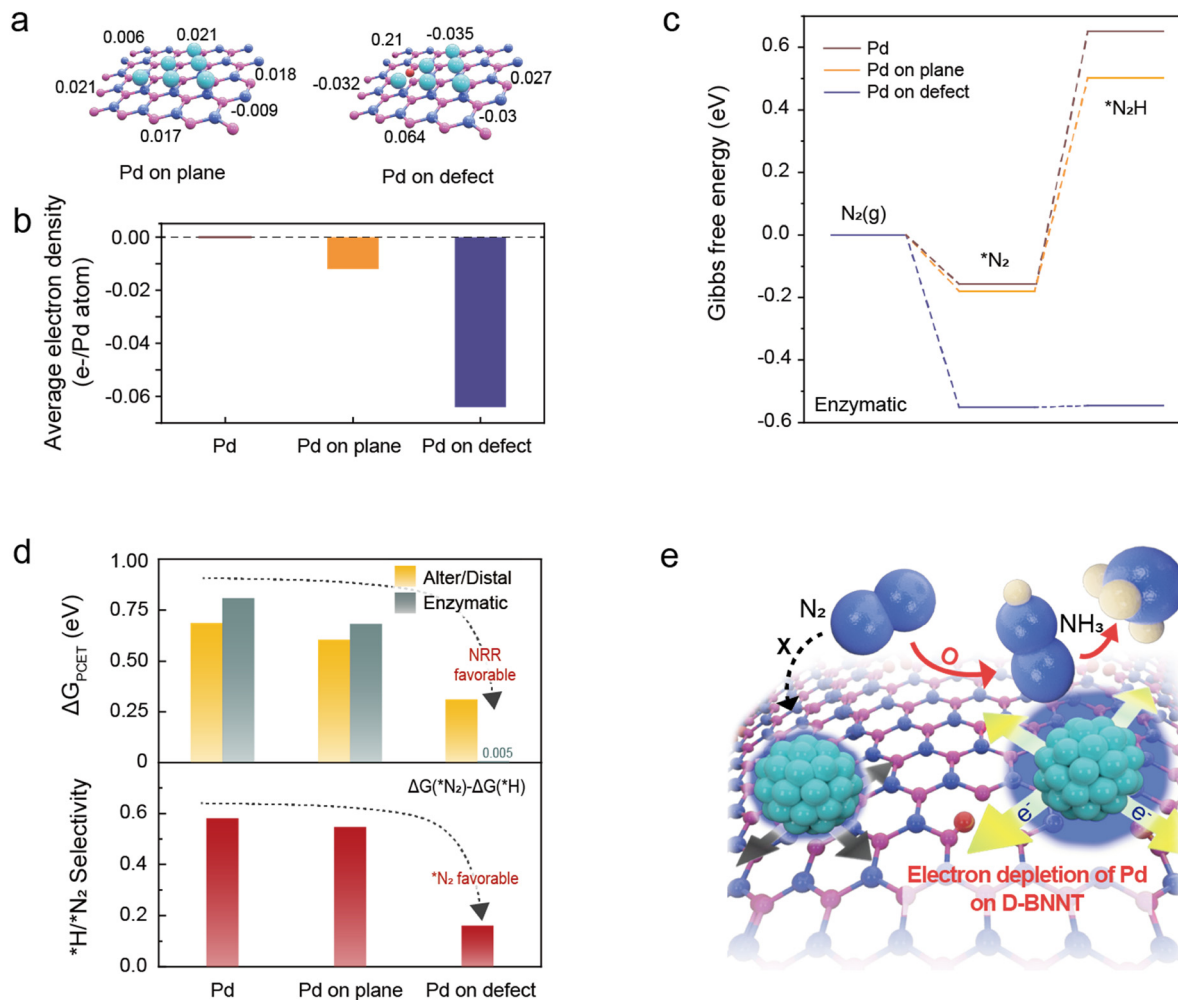 a
0.006
0.021
0.021
0.018
-0.009
0.017
Pd on plane
0.21
-0.035
-0.032
0.027
-0.03
0.064
Pd on defect
b
Average electron density
(e-/Pd atom)
0.00
-0.02
-0.04
-0.06
Pd
Pd on plane
Pd on defect
c
Gibbs free energy (eV)
0.6
0.4
0.2
0.0
-0.2
-0.4
-0.6
Pd
Pd on plane
Pd on defect
*N₂H
N₂(g)
*N₂
Enzymatic
d
ΔG_PCET (eV)
1.00
0.75
0.50
0.25
0
Alter/Distal
Enzymatic
NRR
favorable
0.005
*H/*N₂ Selectivity
0.6
0.4
0.2
0.0
ΔG(*N₂)-ΔG(*H)
*N₂ favorable
Pd
Pd on plane
Pd on defect
e
N₂
X
O
NH₃
e⁻
e⁻
Electron depletion of Pd
on D-BNNT